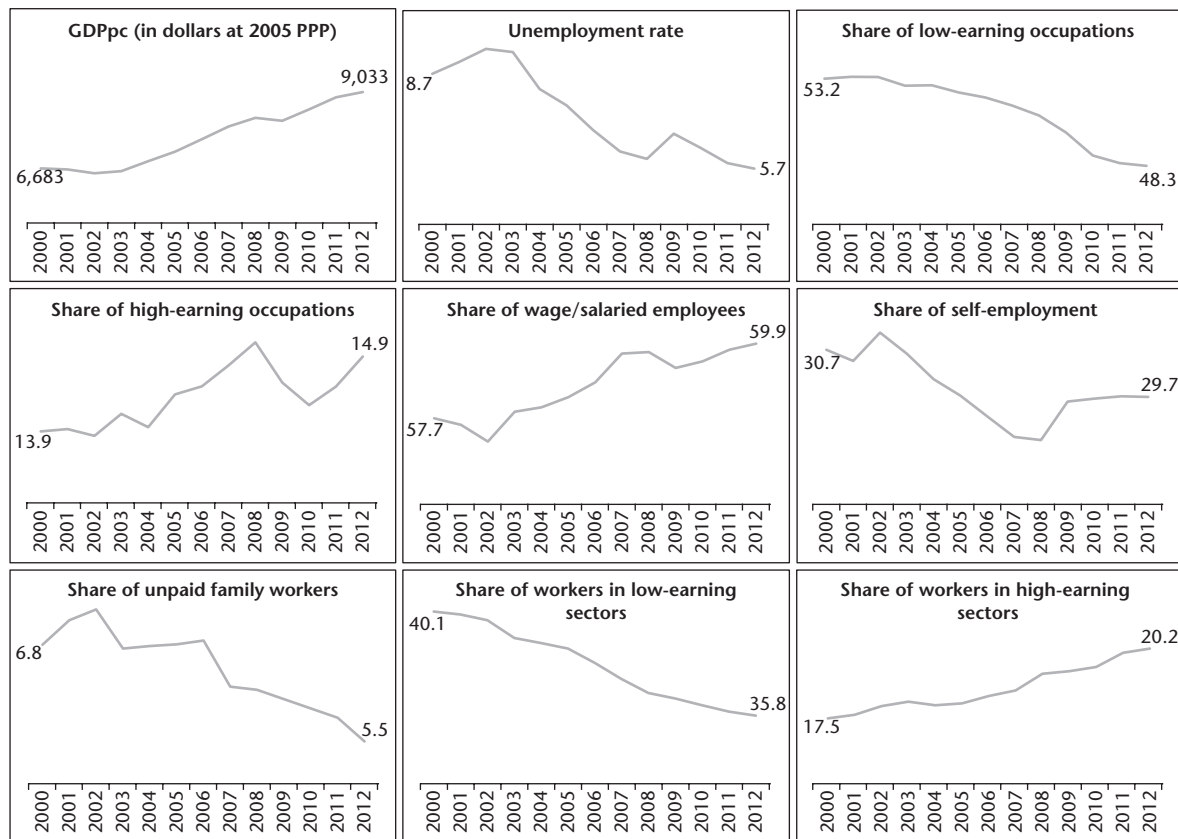 GDPpc (in dollars at 2005 PPP)
9,033
6,683
2000 2001 2002 2003 2004 2005 2006 2007 2008 2009 2010 2011 2012
Unemployment rate
8.7
5.7
2000 2001 2002 2003 2004 2005 2006 2007 2008 2009 2010 2011 2012
Share of low-earning occupations
53.2
48.3
2000 2001 2002 2003 2004 2005 2006 2007 2008 2009 2010 2011 2012
Share of high-earning occupations
14.9
13.9
2000 2001 2002 2003 2004 2005 2006 2007 2008 2009 2010 2011 2012
Share of wage/salaried employees
59.9
57.7
2000 2001 2002 2003 2004 2005 2006 2007 2008 2009 2010 2011 2012
Share of self-employment
30.7
29.7
2000 2001 2002 2003 2004 2005 2006 2007 2008 2009 2010 2011 2012
Share of unpaid family workers
6.8
5.5
2000 2001 2002 2003 2004 2005 2006 2007 2008 2009 2010 2011 2012
Share of workers in low-earning
sectors
40.1
35.8
2000 2001 2002 2003 2004 2005 2006 2007 2008 2009 2010 2011 2012
Share of workers in high-earning
sectors
20.2
17.5
2000 2001 2002 2003 2004 2005 2006 2007 2008 2009 2010 2011 2012